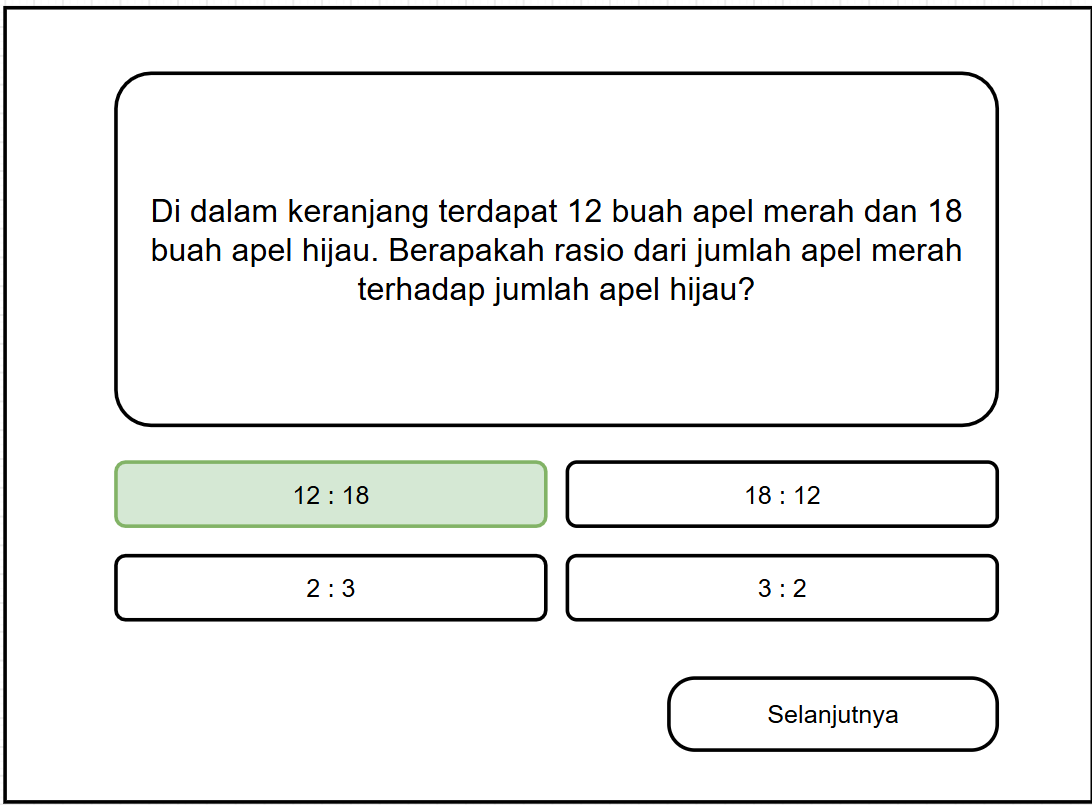 Di dalam keranjang terdapat 12 buah apel merah dan 18
buah apel hijau. Berapakah rasio dari jumlah apel merah
terhadap jumlah apel hijau?
12 : 18
18 : 12
2 : 3
3 : 2
Selanjutnya